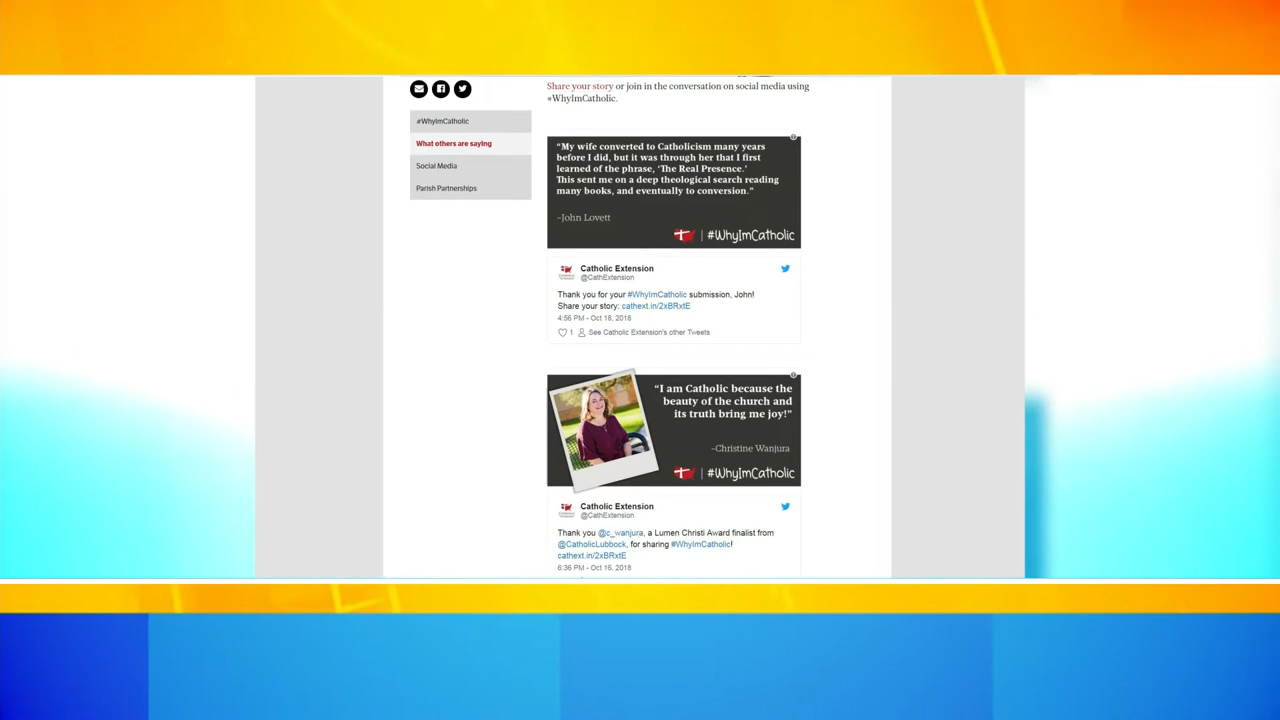 Share your story or join in the conversation on social media using
#WhyImCatholic.
#WhyImCatholic
What others are saying
Social Media
Parish Partnerships
“My wife converted to Catholicism many years
before I did, but it was through her that I first
learned of the phrase, ‘The Real Presence.’
This sent me on a deep theological search reading
many books, and eventually to conversion.”
–John Lovett
| #WhyImCatholic
Catholic Extension
@CathExtension
Thank you for your #WhyImCatholic submission, John!
Share your story: cathext.in/2xBRxtE
4:56 PM - Oct 18, 2018
1 See Catholic Extension's other Tweets
“I am Catholic because the
beauty of the church and
its truth bring me joy!”
–Christine Wanjura
| #WhyImCatholic
Catholic Extension
@CathExtension
Thank you @c_wanjura, a Lumen Christi Award finalist from
@CatholicLubbock, for sharing #WhyImCatholic!
cathext.in/2xBRxtE
6:36 PM - Oct 16, 2018